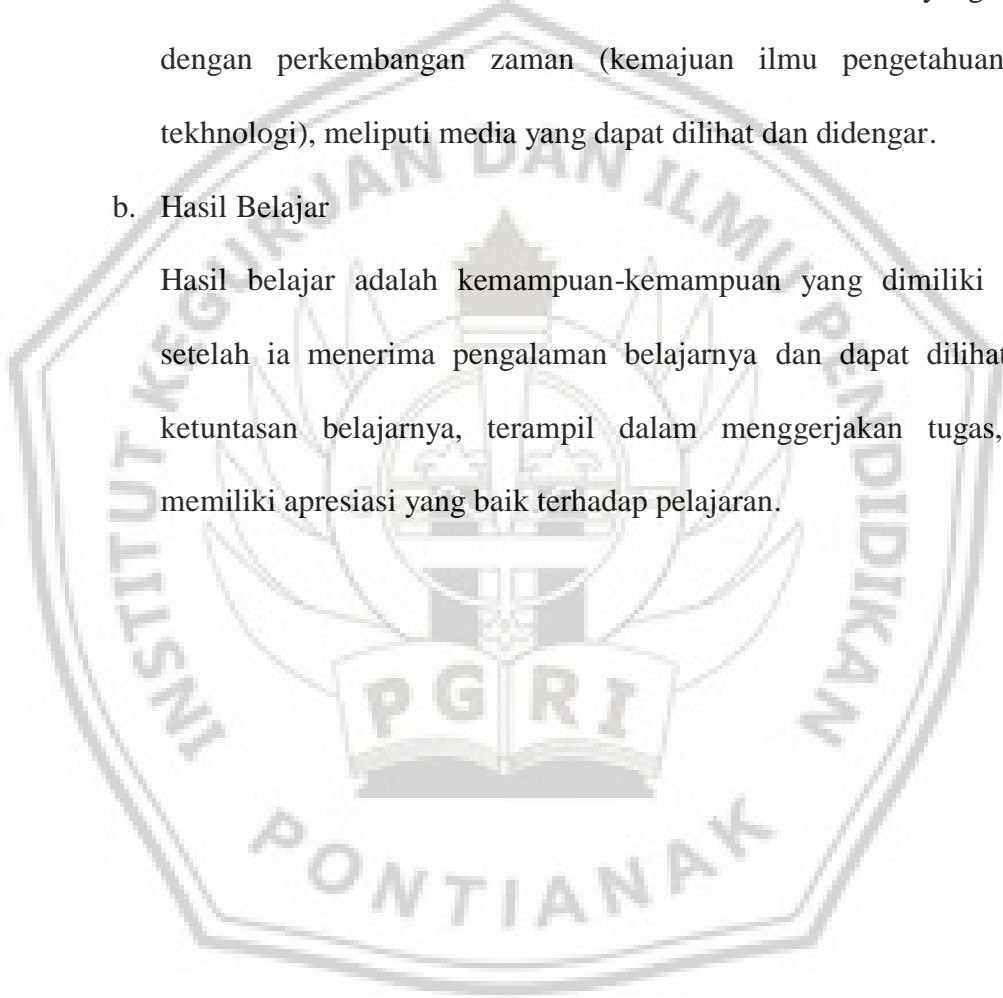 dengan perkembangan zaman (kemajuan ilmu pengetahuan
tekhnologi), meliputi media yang dapat dilihat dan didengar.
b. Hasil Belajar
Hasil belajar adalah kemampuan-kemampuan yang dimiliki
setelah ia menerima pengalaman belajarnya dan dapat dilihat
ketuntasan belajarnya, terampil dalam menggerjakan tugas,
memiliki apresiasi yang baik terhadap pelajaran.
INSTITUT KEGURUAN DAN ILMU PENDIDIKAN
PGRI
PONTIANAK